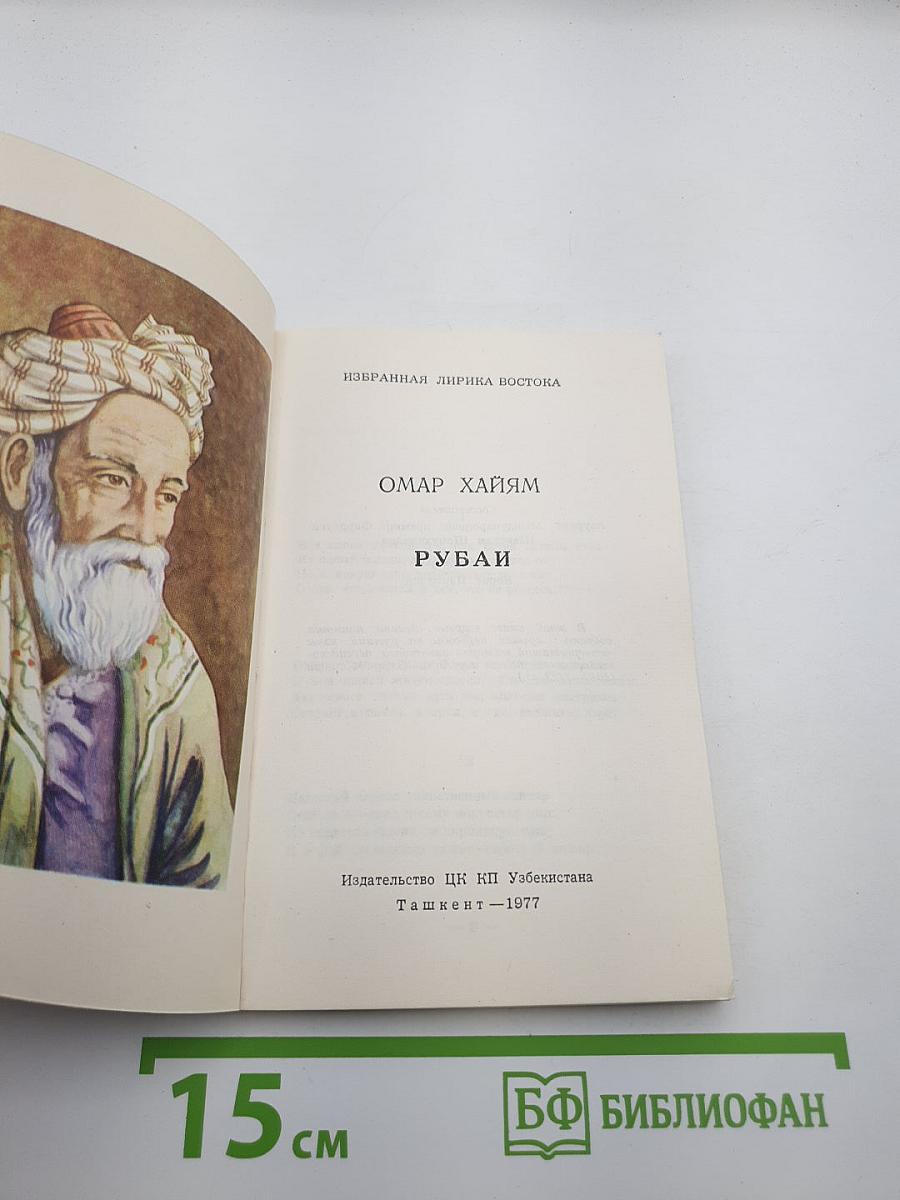 ИЗБРАННАЯ ЛИРИКА ВОСТОКА
ОМАР ХАЙЯМ
РУБАИ
Издательство ЦК КП Узбекистана
Ташкент—1977
15 см
БФ БИБЛИОФАН